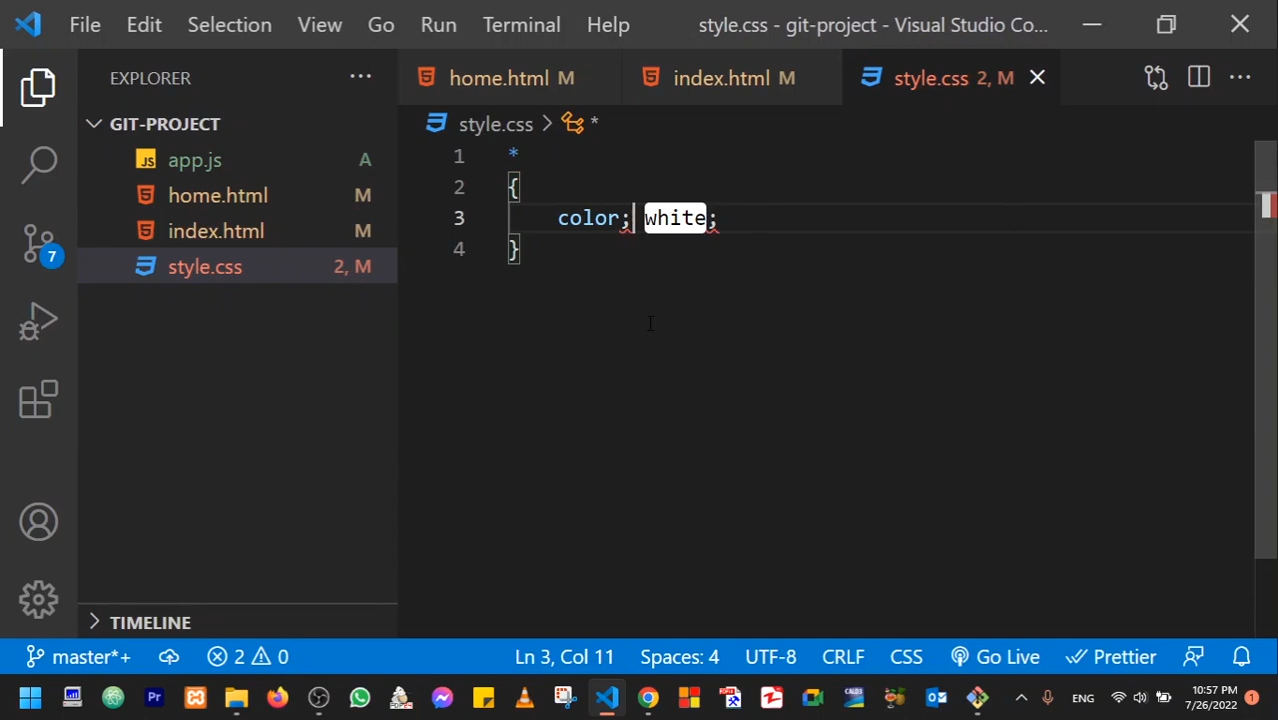 File Edit Selection View Go Run Terminal Help style.css - git-project - Visual Studio Co...
EXPLORER ...
home.html M index.html M style.css 2, M
GIT-PROJECT
style.css > *
JS app.js A
home.html M
index.html M
style.css 2, M
1 *
2 {
3 color; white;
4 }
7
TIMELINE
master*+ 2 0 Ln 3, Col 11 Spaces: 4 UTF-8 CRLF CSS Go Live Prettier
Pr ENG 10:57 PM
7/26/2022 1